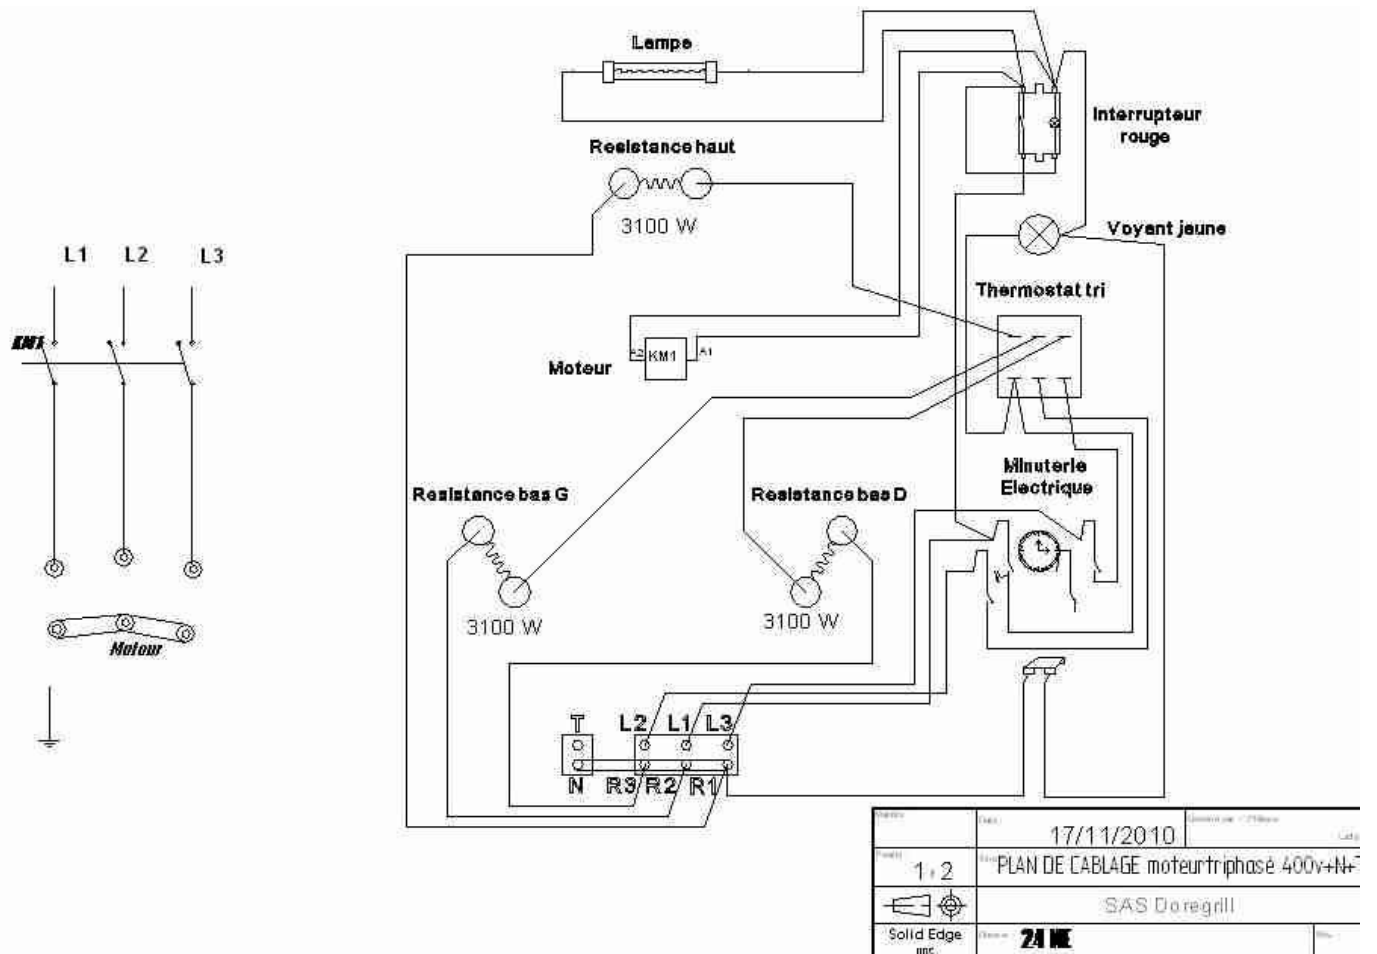 Lampe
Interrupteur
rouge
Resistance haut
3100 W
Voyant jaune
L1 L2 L3
Thermostat tri
KM1
A2 KM1 A1
Moteur
Minuterie
Electrique
Resistance bas G
Resistance bas D
3100 W
3100 W
Moteur
T L2 L1 L3
N R3 R2 R1
17/11/2010
1.2
PLAN DE CABLAGE moteurtriphasé 400v+N+T
SAS Doregrill
Solid Edge
24 ME